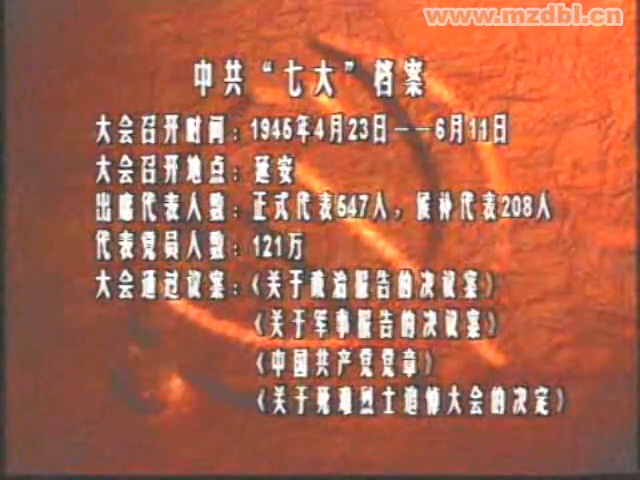 www.mzdbl.cn
中共“七大”档案
大会召开时间：1945年4月23日——6月11日
大会召开地点：延安
出席代表人数：正式代表547人，候补代表208人
代表党员人数：121万
大会通过议案：《关于政治报告的决议案》
《关于军事报告的决议案》
《中国共产党党章》
《关于死难烈士追悼大会的决定》